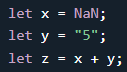 let x = NaN;
let y = "5";
let z = x + y;